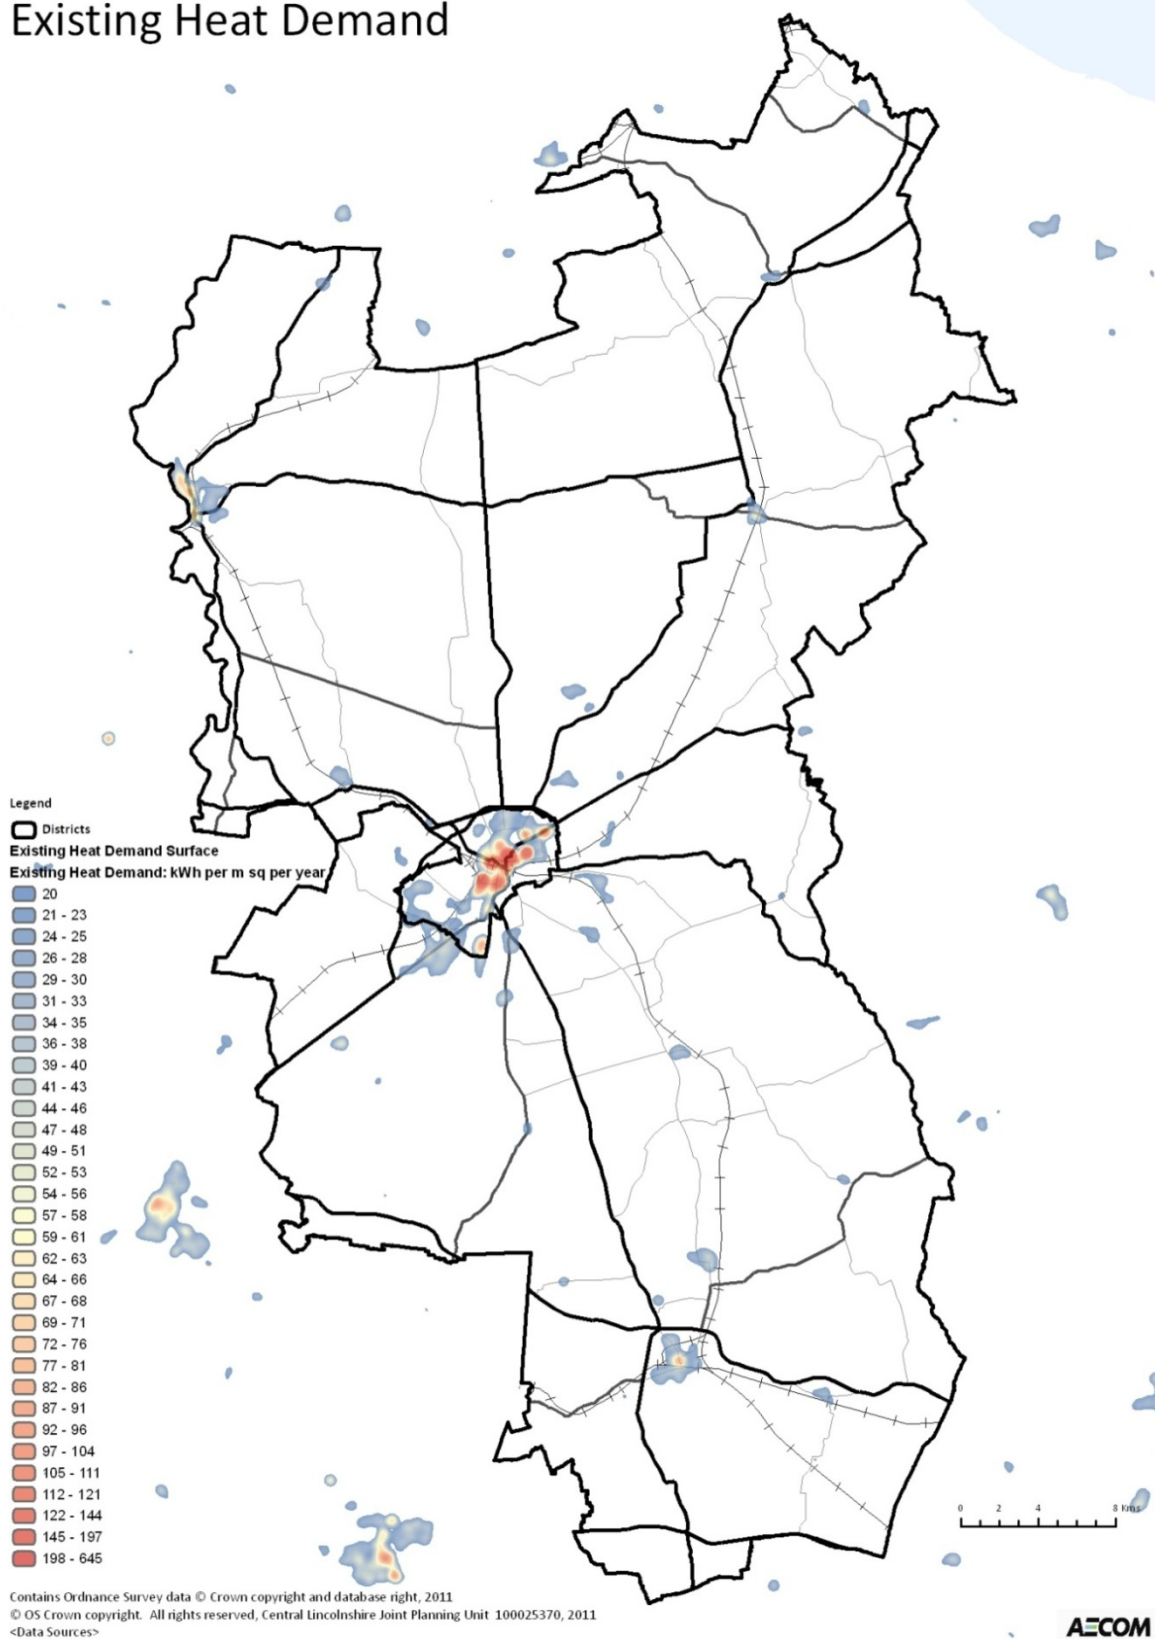 Existing Heat Demand
Legend
Districts
Existing Heat Demand Surface
Existing Heat Demand: kWh per m sq per year
20
21 - 23
24 - 25
26 - 28
29 - 30
31 - 33
34 - 35
36 - 38
39 - 40
41 - 43
44 - 46
47 - 48
49 - 51
52 - 53
54 - 56
57 - 58
59 - 61
62 - 63
64 - 66
67 - 68
69 - 71
72 - 76
77 - 81
82 - 86
87 - 91
92 - 96
97 - 104
105 - 111
112 - 121
122 - 144
145 - 197
198 - 645
0 2 4 8 Kms
Contains Ordnance Survey data © Crown copyright and database right, 2011
© OS Crown copyright. All rights reserved, Central Lincolnshire Joint Planning Unit 100025370, 2011
<Data Sources>
AECOM